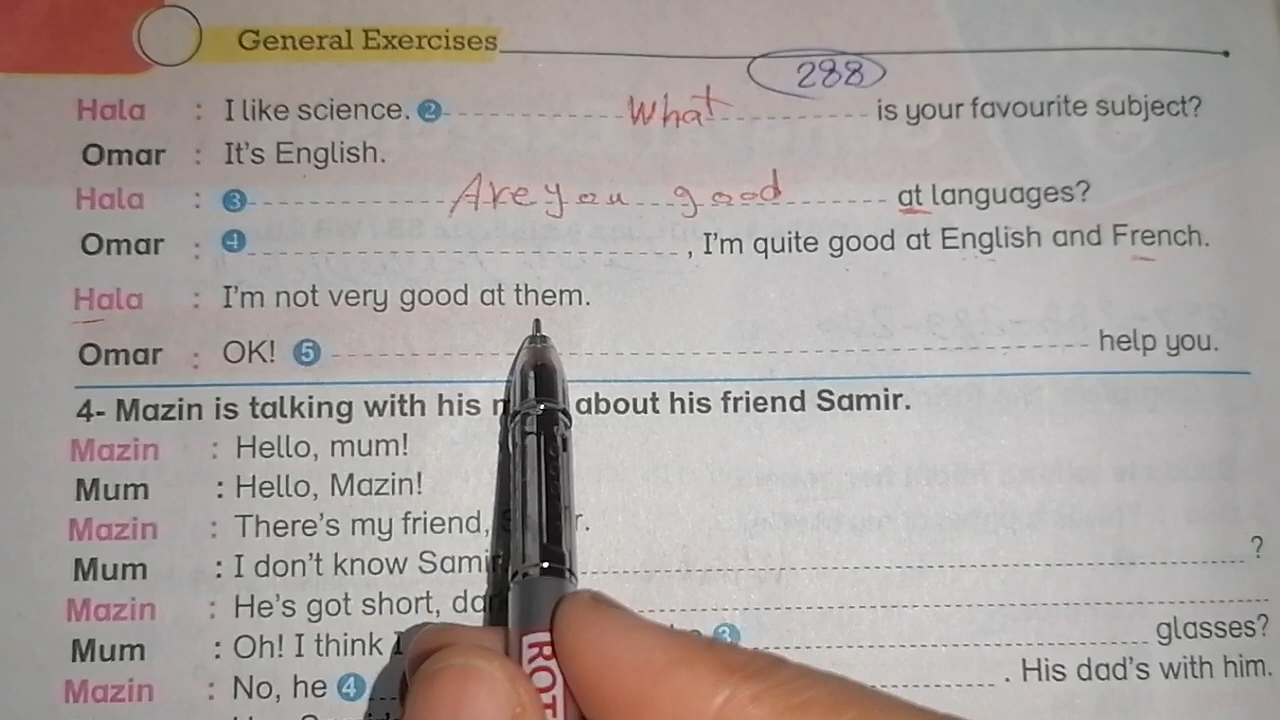 General Exercises
288
Hala : I like science. 2 What is your favourite subject?
Omar : It's English.
Hala : 3 Are you good at languages?
Omar : 4 , I'm quite good at English and French.
Hala : I'm not very good at them.
Omar : OK! 5 help you.
4- Mazin is talking with his about his friend Samir.
Mazin : Hello, mum!
Mum : Hello, Mazin!
Mazin : There's my friend,
Mum : I don't know Samir ?
Mazin : He's got short,
Mum : Oh! I think 3 glasses?
Mazin : No, he 4 . His dad's with him.
ROT